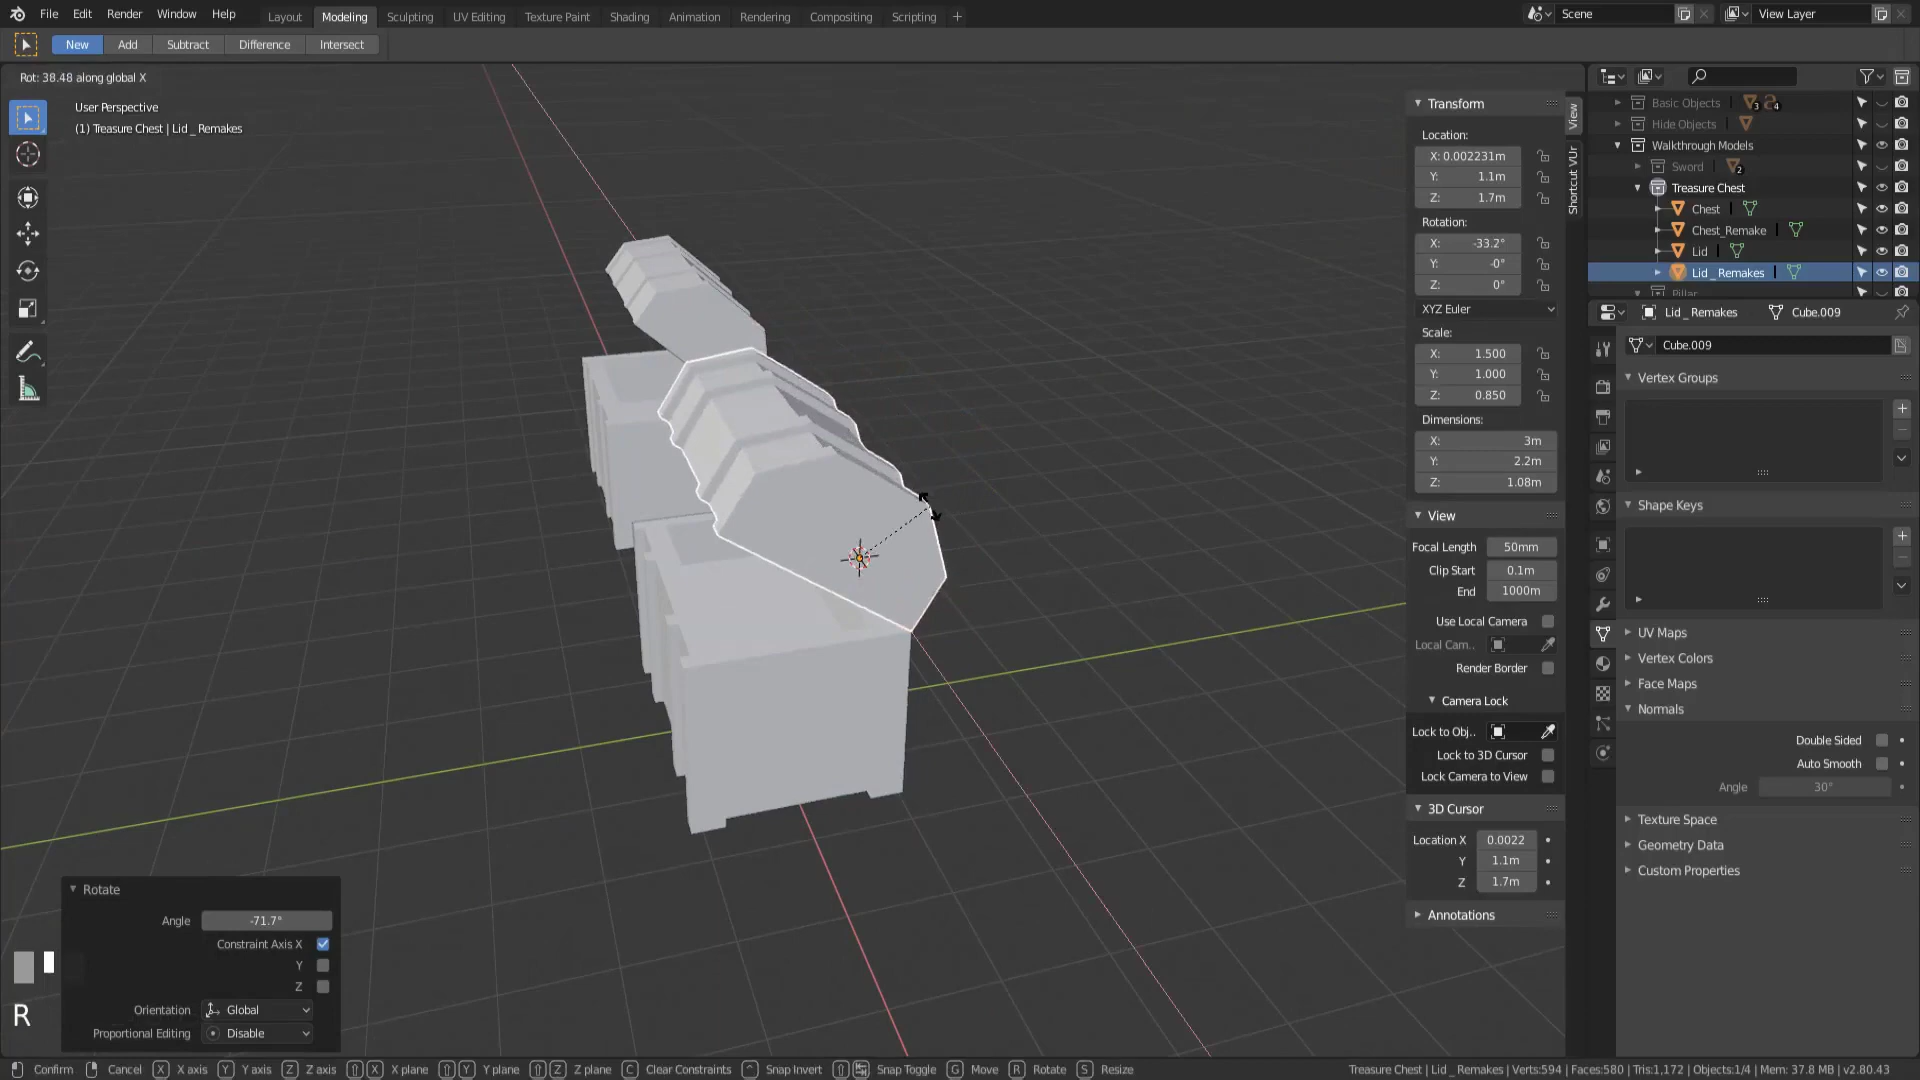 File Edit Render Window Help Layout Modeling Sculpting UV Editing Texture Paint Shading Animation Rendering Compositing Scripting + Scene View Layer
New Add Subtract Difference Intersect
Rot: 38.48 along global X
User Perspective
(1) Treasure Chest | Lid _ Remakes
Transform
Location:
X: 0.002231m
Y: 1.1m
Z: 1.7m
Rotation:
X: -33.2°
Y: -0°
Z: 0°
XYZ Euler
Scale:
X: 1.500
Y: 1.000
Z: 0.850
Dimensions:
X: 3m
Y: 2.2m
Z: 1.08m
View
Focal Length 50mm
Clip Start 0.1m
End 1000m
Use Local Camera
Local Cam..
Render Border
Camera Lock
Lock to Obj..
Lock to 3D Cursor
Lock Camera to View
3D Cursor
Location X 0.0022
Y 1.1m
Z 1.7m
Annotations
View
Shortcut VUr
Basic Objects 3 4
Hide Objects
Walkthrough Models
Sword 2
Treasure Chest
Chest
Chest_Remake
Lid
Lid _ Remakes
Pillar
Lid _ Remakes Cube.009
Cube.009
Vertex Groups
Shape Keys
UV Maps
Vertex Colors
Face Maps
Normals
Double Sided
Auto Smooth
Angle 30°
Texture Space
Geometry Data
Custom Properties
Rotate
Angle -71.7°
Constraint Axis X
Y
Z
Orientation Global
Proportional Editing Disable
R
Confirm Cancel X X axis Y Y axis Z Z axis X X plane Y Y plane Z Z plane C Clear Constraints ^ Snap Invert Snap Toggle G Move R Rotate S Resize Treasure Chest | Lid _ Remakes | Verts:594 | Faces:580 | Tris:1,172 | Objects:1/4 | Mem: 37.8 MB | v2.80.43